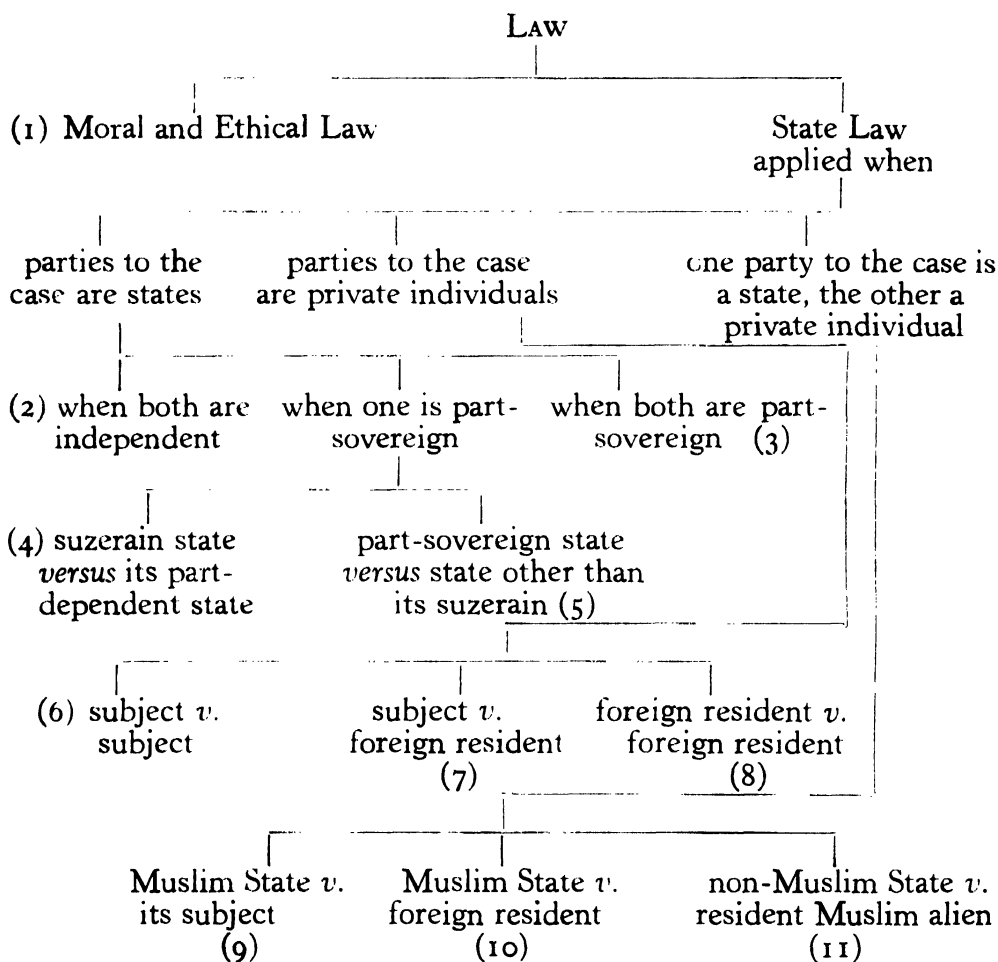 LAW
(1) Moral and Ethical Law
State Law
applied when
parties to the
case are states
parties to the case
are private individuals
one party to the case is
a state, the other a
private individual
(2) when both are
independent
when one is part-
sovereign
when both are part-
sovereign (3)
(4) suzerain state
versus its part-
dependent state
part-sovereign state
versus state other than
its suzerain (5)
(6) subject v.
subject
subject v.
foreign resident
(7)
foreign resident v.
foreign resident
(8)
Muslim State v.
its subject
(9)
Muslim State v.
foreign resident
(10)
non-Muslim State v.
resident Muslim alien
(11)